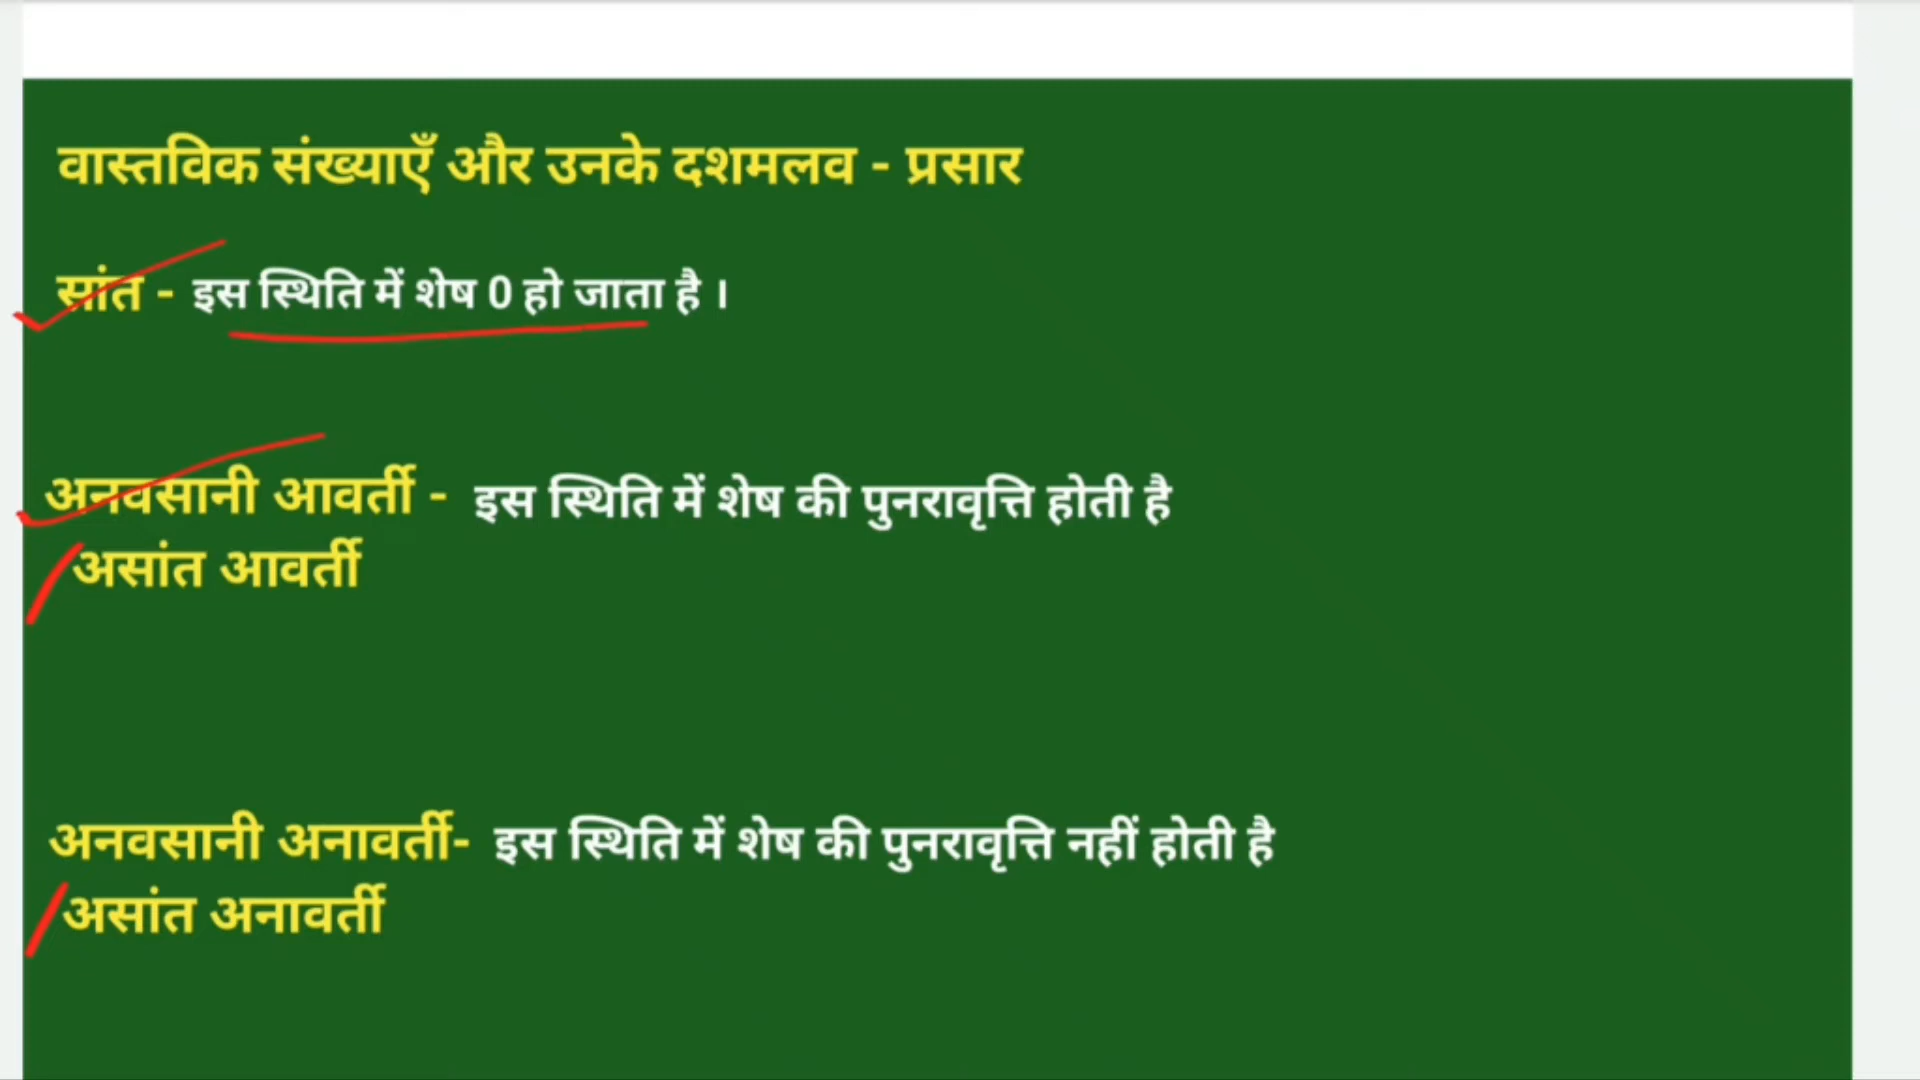 वास्तविक संख्याएँ और उनके दशमलव - प्रसार
सांत - इस स्थिति में शेष 0 हो जाता है ।
अनवसानी आवर्ती - इस स्थिति में शेष की पुनरावृत्ति होती है
असांत आवर्ती
अनवसानी अनावर्ती- इस स्थिति में शेष की पुनरावृत्ति नहीं होती है
असांत अनावर्ती